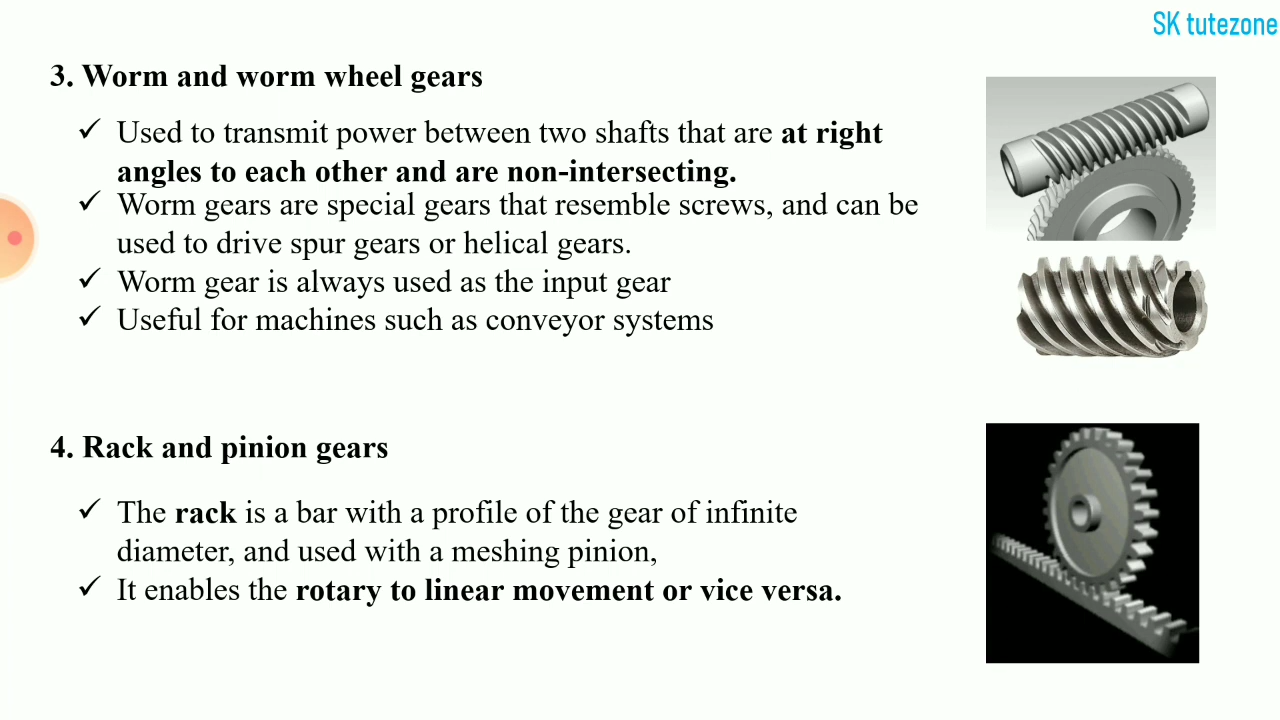 SK tutezone
3. Worm and worm wheel gears
✓ Used to transmit power between two shafts that are at right
angles to each other and are non-intersecting.
✓ Worm gears are special gears that resemble screws, and can be
used to drive spur gears or helical gears.
✓ Worm gear is always used as the input gear
✓ Useful for machines such as conveyor systems
4. Rack and pinion gears
✓ The rack is a bar with a profile of the gear of infinite
diameter, and used with a meshing pinion,
✓ It enables the rotary to linear movement or vice versa.